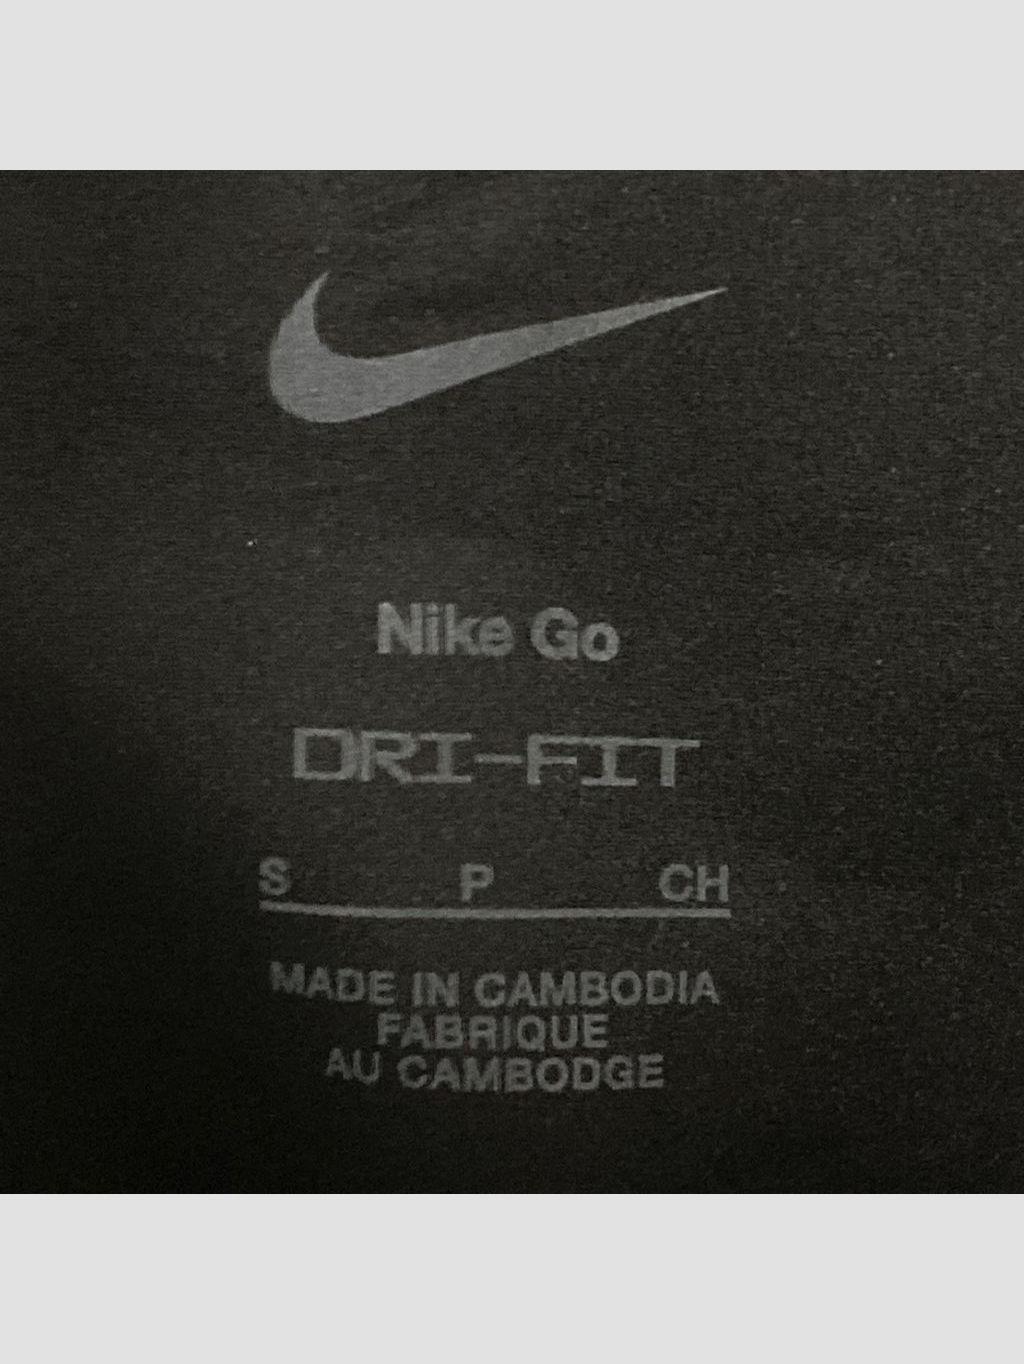 Nike Go
DRI-FIT
S P CH
MADE IN CAMBODIA
FABRIQUE
AU CAMBODGE